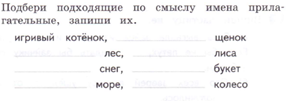 Подбери подходящие по смыслу имена прила-
гательные, запиши их.
игривый котёнок, щенок
лес, лиса
снег, букет
море, колесо